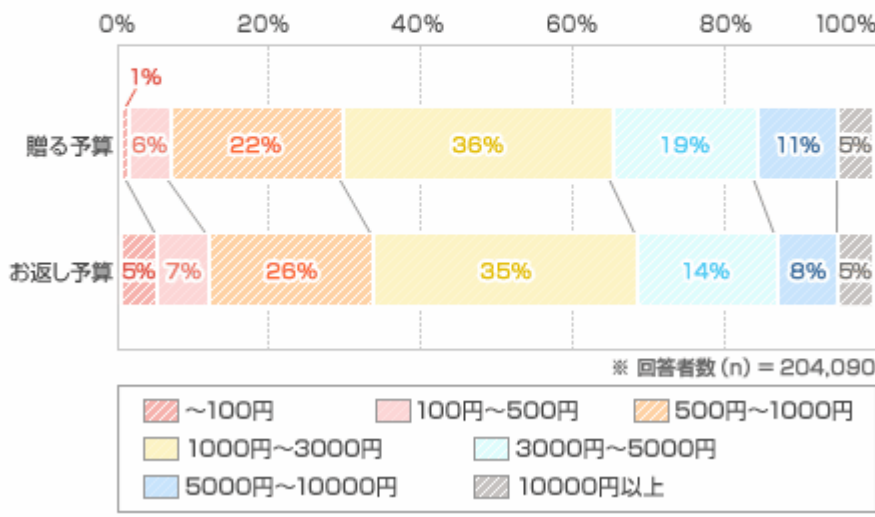 0% 20% 40% 60% 80% 100%
1%
贈る予算 6% 22% 36% 19% 11% 5%
お返し予算 5% 7% 26% 35% 14% 8% 5%
※ 回答者数(n)=204,090
~100円 100円~500円 500円~1000円
1000円~3000円 3000円~5000円
5000円~10000円 10000円以上